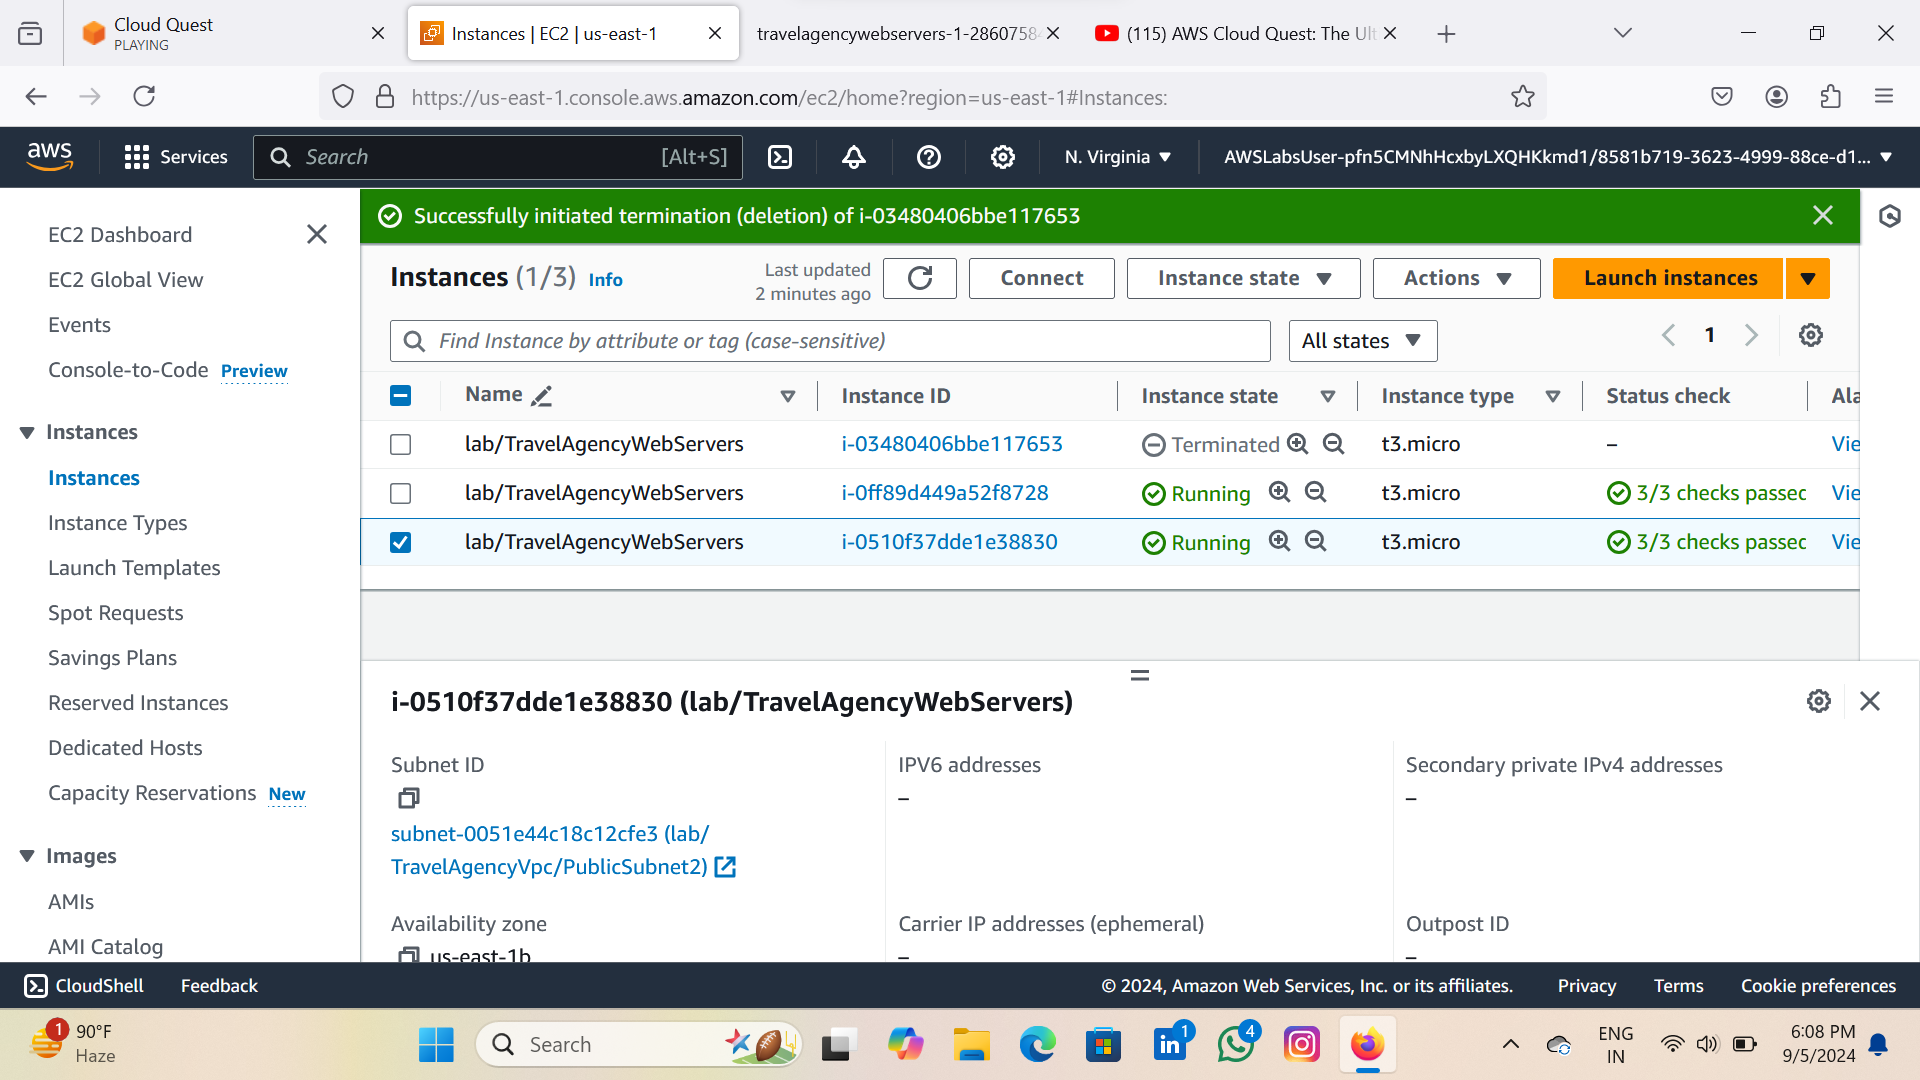 Cloud Quest
PLAYING
Instances | EC2 | us-east-1
travelagencywebservers-1-2860758
(115) AWS Cloud Quest: The Ult
https://us-east-1.console.aws.amazon.com/ec2/home?region=us-east-1#Instances:
aws
Services
Search [Alt+S]
N. Virginia
AWSLabsUser-pfn5CMNhHcxbyLXQHKkmd1/8581b719-3623-4999-88ce-d1...
EC2 Dashboard
EC2 Global View
Events
Console-to-Code Preview
Instances
Instances
Instance Types
Launch Templates
Spot Requests
Savings Plans
Reserved Instances
Dedicated Hosts
Capacity Reservations New
Images
AMIs
AMI Catalog
Successfully initiated termination (deletion) of i-03480406bbe117653
Instances (1/3) Info
Last updated
2 minutes ago
Connect
Instance state
Actions
Launch instances
Find Instance by attribute or tag (case-sensitive)
All states
1
Name Instance ID Instance state Instance type Status check Ala
lab/TravelAgencyWebServers i-03480406bbe117653 Terminated t3.micro – Vie
lab/TravelAgencyWebServers i-0ff89d449a52f8728 Running t3.micro 3/3 checks passed Vie
lab/TravelAgencyWebServers i-0510f37dde1e38830 Running t3.micro 3/3 checks passed Vie
i-0510f37dde1e38830 (lab/TravelAgencyWebServers)
Subnet ID
subnet-0051e44c18c12cfe3 (lab/
TravelAgencyVpc/PublicSubnet2)
IPV6 addresses
–
Secondary private IPv4 addresses
–
Availability zone
us-east-1b
Carrier IP addresses (ephemeral)
–
Outpost ID
–
CloudShell
Feedback
© 2024, Amazon Web Services, Inc. or its affiliates.
Privacy
Terms
Cookie preferences
1
90°F
Haze
Search
1
4
ENG
IN
6:08 PM
9/5/2024